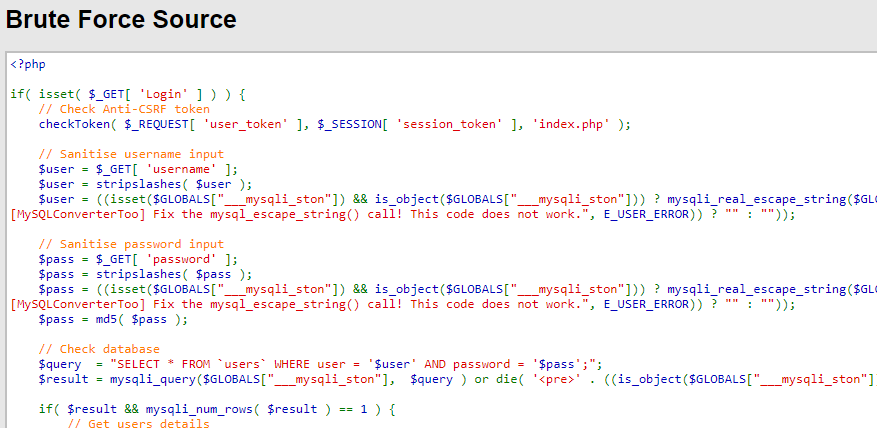 Brute Force Source
<?php
if( isset( $_GET[ 'Login' ] ) ) {
// Check Anti-CSRF token
checkToken( $_REQUEST[ 'user_token' ], $_SESSION[ 'session_token' ], 'index.php' );
// Sanitise username input
$user = $_GET[ 'username' ];
$user = stripslashes( $user );
$user = ((isset($GLOBALS["___mysqli_ston"]) && is_object($GLOBALS["___mysqli_ston"])) ? mysqli_real_escape_string($GL
[MySQLConverterToo] Fix the mysql_escape_string() call! This code does not work.", E_USER_ERROR)) ? "" : ""));
// Sanitise password input
$pass = $_GET[ 'password' ];
$pass = stripslashes( $pass );
$pass = ((isset($GLOBALS["___mysqli_ston"]) && is_object($GLOBALS["___mysqli_ston"])) ? mysqli_real_escape_string($GL
[MySQLConverterToo] Fix the mysql_escape_string() call! This code does not work.", E_USER_ERROR)) ? "" : ""));
$pass = md5( $pass );
// Check database
$query  = "SELECT * FROM `users` WHERE user = '$user' AND password = '$pass';";
$result = mysqli_query($GLOBALS["___mysqli_ston"],  $query ) or die( '<pre>' . ((is_object($GLOBALS["___mysqli_ston"]
if( $result && mysqli_num_rows( $result ) == 1 ) {
// Get users details